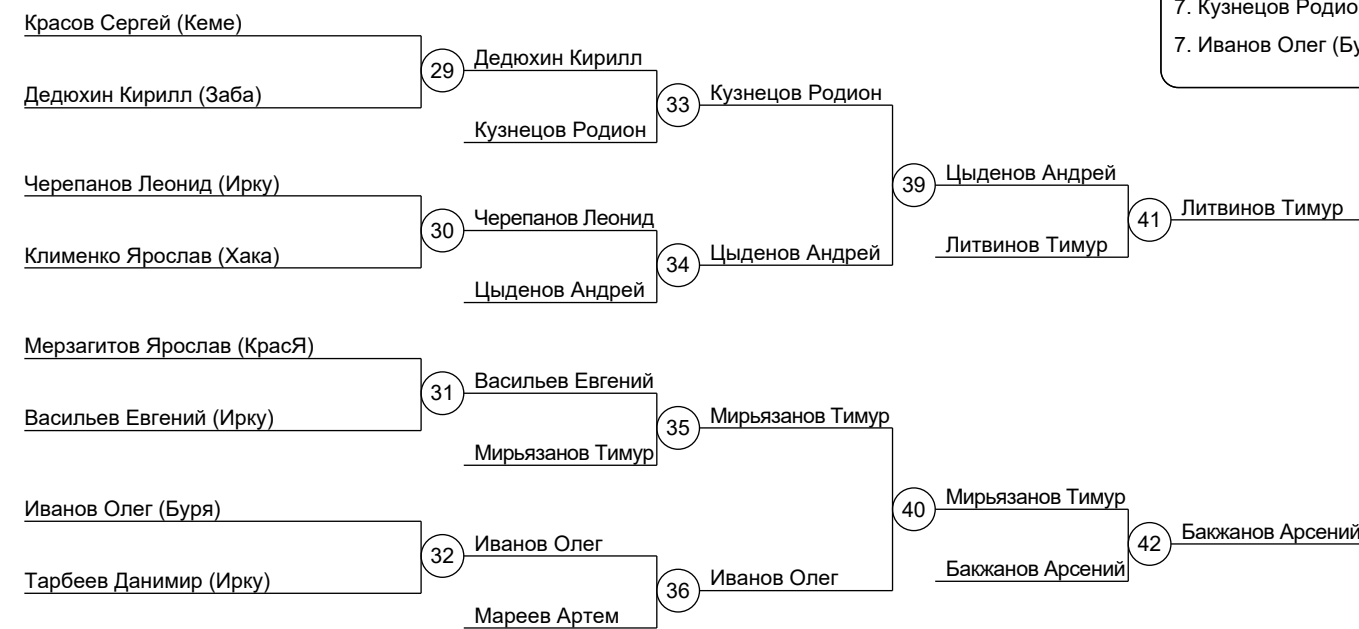 7. Кузнецов
7. Иванов Олег
Красов Сергей (Кеме)
29
Дедюхин Кирилл
Дедюхин Кирилл (Заба)
33
Кузнецов Родион
Кузнецов Родион
Черепанов Леонид (Ирку)
39
Цыденов Андрей
30
Черепанов Леонид
41
Литвинов Тимур
Клименко Ярослав (Хака)
34
Цыденов Андрей
Литвинов Тимур
Цыденов Андрей
Мерзагитов Ярослав (КрасЯ)
31
Васильев Евгений
Васильев Евгений (Ирку)
35
Мирьязанов Тимур
Мирьязанов Тимур
Иванов Олег (Буря)
40
Мирьязанов Тимур
32
Иванов Олег
42
Бакжанов Арсений
Тарбеев Данимир (Ирку)
36
Иванов Олег
Бакжанов Арсений
Мареев Артем